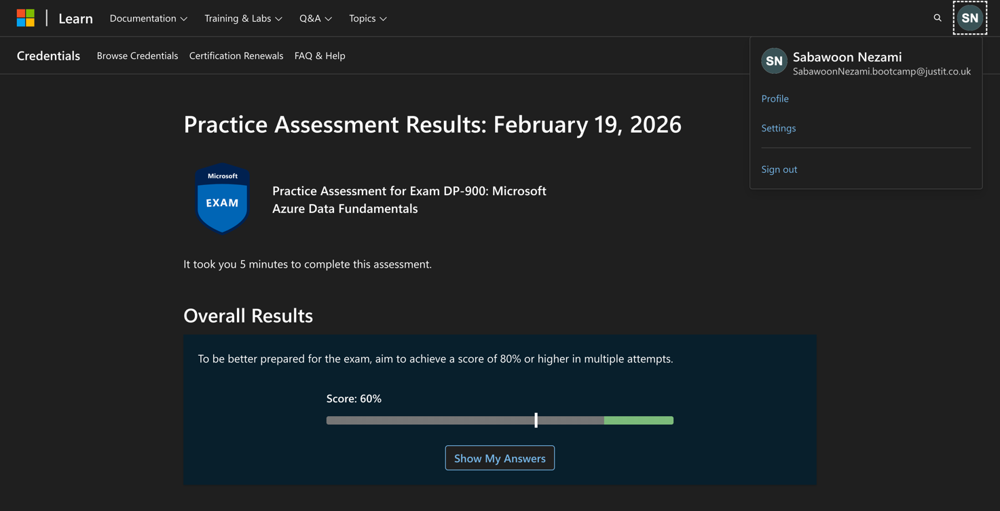 Learn Documentation Training & Labs Q&A Topics SN
Credentials Browse Credentials Certification Renewals FAQ & Help
SN Sabawoon Nezami
SabawoonNezami.bootcamp@justit.co.uk
Profile
Settings
Sign out
Practice Assessment Results: February 19, 2026
Microsoft
EXAM
Practice Assessment for Exam DP-900: Microsoft
Azure Data Fundamentals
It took you 5 minutes to complete this assessment.
Overall Results
To be better prepared for the exam, aim to achieve a score of 80% or higher in multiple attempts.
Score: 60%
Show My Answers